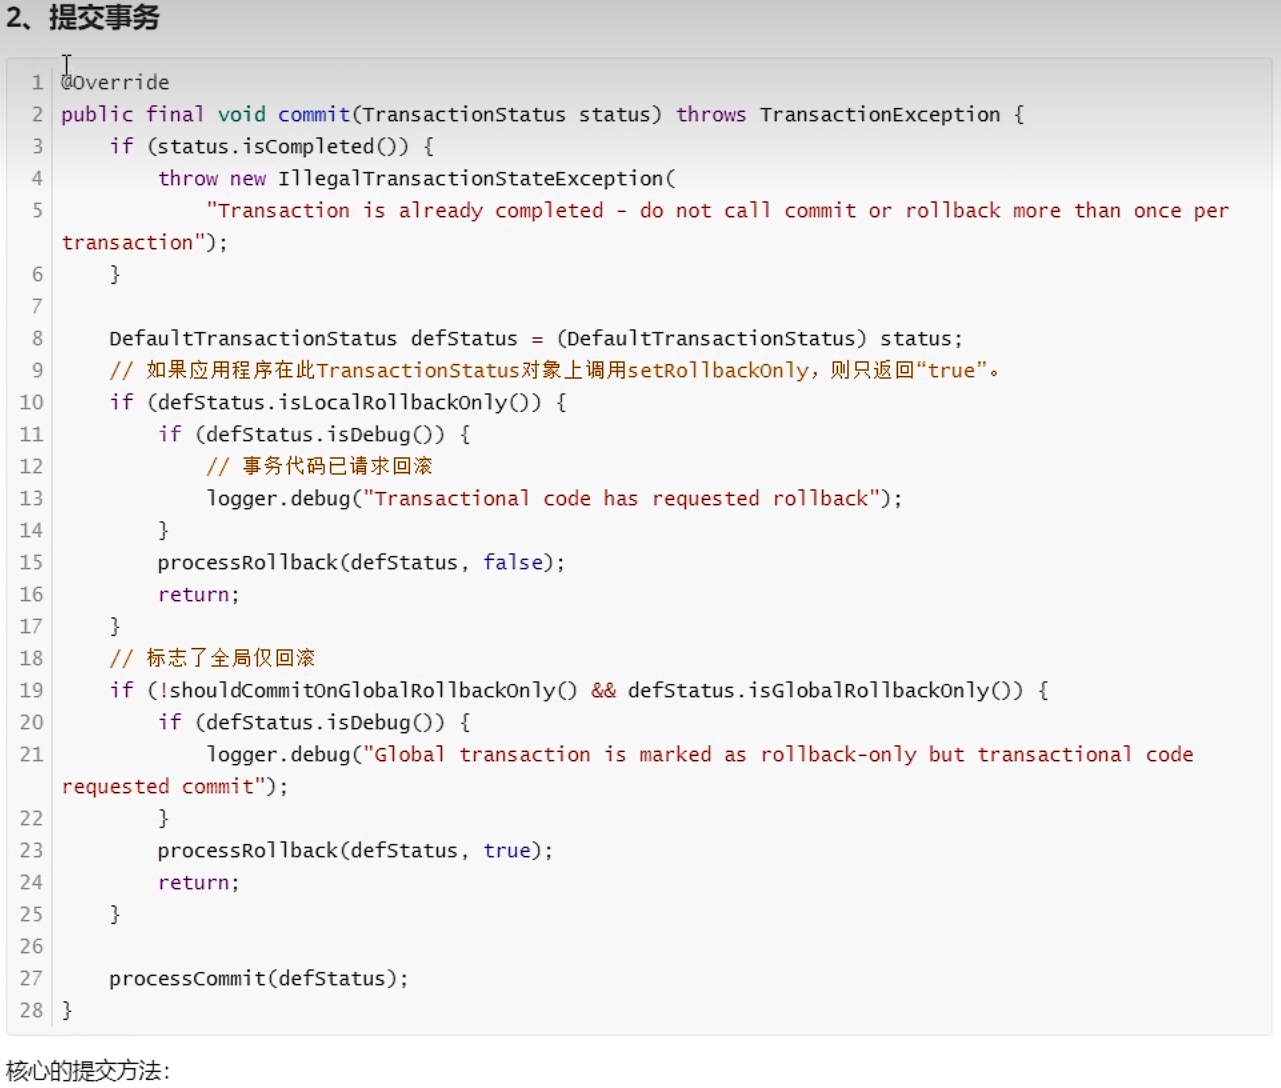 2、提交事务
1 @Override
2 public final void commit(TransactionStatus status) throws TransactionException {
3 if (status.isCompleted()) {
4 throw new IllegalTransactionStateException(
5 "Transaction is already completed - do not call commit or rollback more than once per
transaction");
6 }
7
8 DefaultTransactionStatus defStatus = (DefaultTransactionStatus) status;
9 // 如果应用程序在此TransactionStatus对象上调用setRollbackOnly，则只返回“true”。
10 if (defStatus.isLocalRollbackOnly()) {
11 if (defStatus.isDebug()) {
12 // 事务代码已请求回滚
13 logger.debug("Transactional code has requested rollback");
14 }
15 processRollback(defStatus, false);
16 return;
17 }
18 // 标志了全局仅回滚
19 if (!shouldCommitOnGlobalRollbackOnly() && defStatus.isGlobalRollbackOnly()) {
20 if (defStatus.isDebug()) {
21 logger.debug("Global transaction is marked as rollback-only but transactional code
requested commit");
22 }
23 processRollback(defStatus, true);
24 return;
25 }
26
27 processCommit(defStatus);
28 }
核心的提交方法：